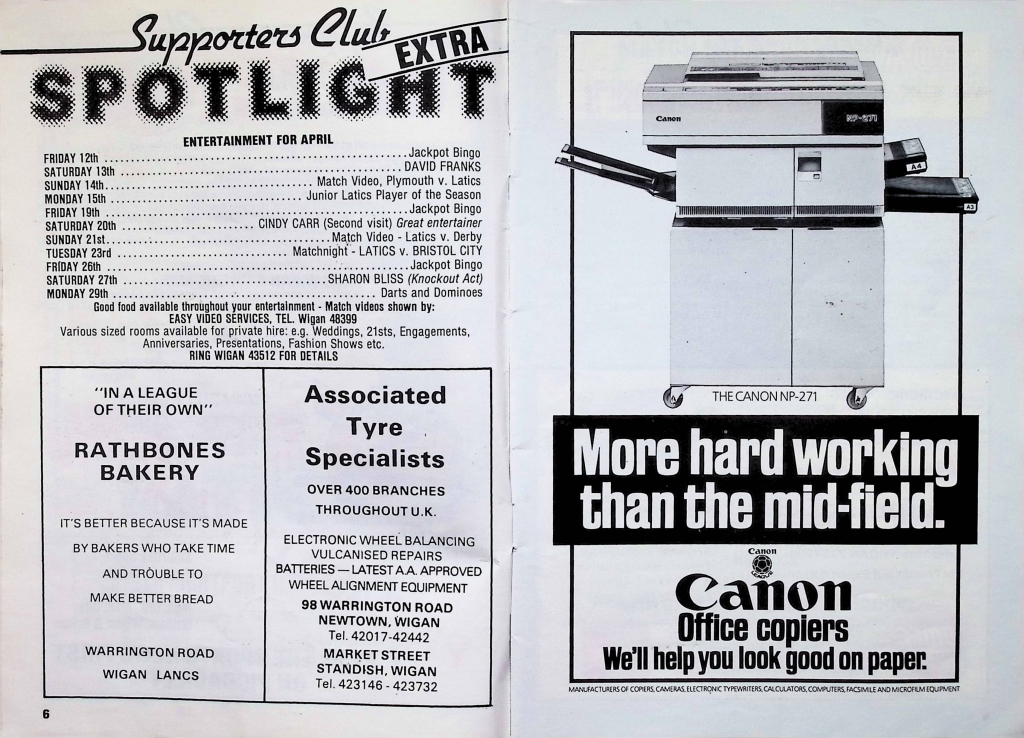 Supporters Club
EXTRA
SPOTLIGHT
ENTERTAINMENT FOR APRIL
FRIDAY 12th ........................................................ Jackpot Bingo
SATURDAY 13th ........................................................ DAVID FRANKS
SUNDAY 14th ........................................ Match Video, Plymouth v. Latics
MONDAY 15th ...................................... Junior Latics Player of the Season
FRIDAY 19th ........................................................ Jackpot Bingo
SATURDAY 20th .......................... CINDY CARR (Second visit) Great entertainer
SUNDAY 21st ............................................ Match Video - Latics v. Derby
TUESDAY 23rd .................................. Matchnight - LATICS v. BRISTOL CITY
FRIDAY 26th ........................................................ Jackpot Bingo
SATURDAY 27th ........................................ SHARON BLISS (Knockout Act)
MONDAY 29th .................................................. Darts and Dominoes
Good food available throughout your entertainment - Match videos shown by:
EASY VIDEO SERVICES, TEL. Wigan 48399
Various sized rooms available for private hire: e.g. Weddings, 21sts, Engagements,
Anniversaries, Presentations, Fashion Shows etc.
RING WIGAN 43512 FOR DETAILS
"IN A LEAGUE
OF THEIR OWN"
RATHBONES
BAKERY
IT'S BETTER BECAUSE IT'S MADE
BY BAKERS WHO TAKE TIME
AND TROUBLE TO
MAKE BETTER BREAD
WARRINGTON ROAD
WIGAN LANCS
Associated
Tyre
Specialists
OVER 400 BRANCHES
THROUGHOUT U.K.
ELECTRONIC WHEEL BALANCING
VULCANISED REPAIRS
BATTERIES — LATEST A.A. APPROVED
WHEEL ALIGNMENT EQUIPMENT
98 WARRINGTON ROAD
NEWTOWN, WIGAN
Tel. 42017-42442
MARKET STREET
STANDISH, WIGAN
Tel. 423146 - 423732
6
Canon
NP-271
A4
A3
THE CANON NP-271
More hard working
than the mid-field.
Canon
Canon
Office copiers
We'll help you look good on paper.
MANUFACTURERS OF COPIERS, CAMERAS, ELECTRONIC TYPEWRITERS, CALCULATORS, COMPUTERS, FACSIMILE AND MICROFILM EQUIPMENT